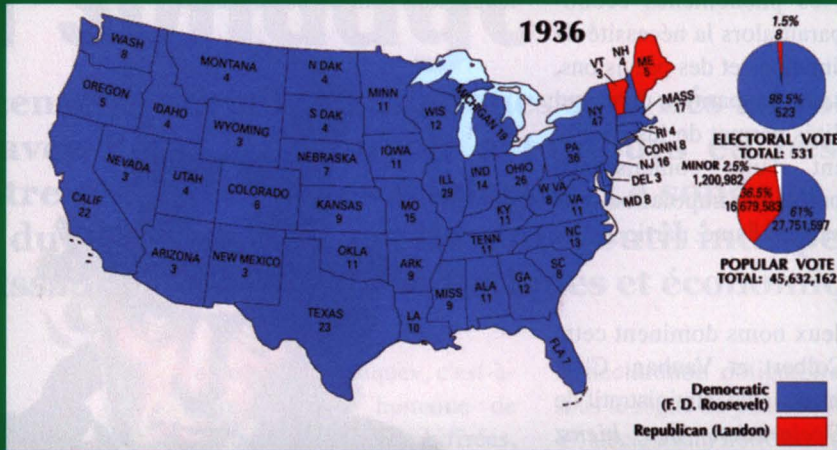 1936
WASH
8
OREGON
5
CALIF
22
NEVADA
3
IDAHO
4
MONTANA
4
WYOMING
3
UTAH
4
COLORADO
6
ARIZONA
3
NEW MEXICO
3
N DAK
4
S DAK
4
NEBRASKA
7
KANSAS
9
OKLA
11
TEXAS
23
MINN
11
IOWA
11
MO
15
ARK
9
LA
10
WIS
12
ILL
29
MICHIGAN 19
IND
14
OHIO
26
KY
11
TENN
11
MISS
9
ALA
11
GA
12
FLA 7
SC
8
NC
13
VA
11
W VA
8
PA
36
NY
47
VT
3
NH
4
ME
5
MASS
17
RI 4
CONN 8
NJ 16
DEL 3
MD 8
1.5%
8
98.5%
523
ELECTORAL VOTE
TOTAL: 531
MINOR 2.5%
1,200,982
36.5%
16,679,583
61%
27,751,597
POPULAR VOTE
TOTAL: 45,632,162
Democratic
(F. D. Roosevelt)
Republican (Landon)